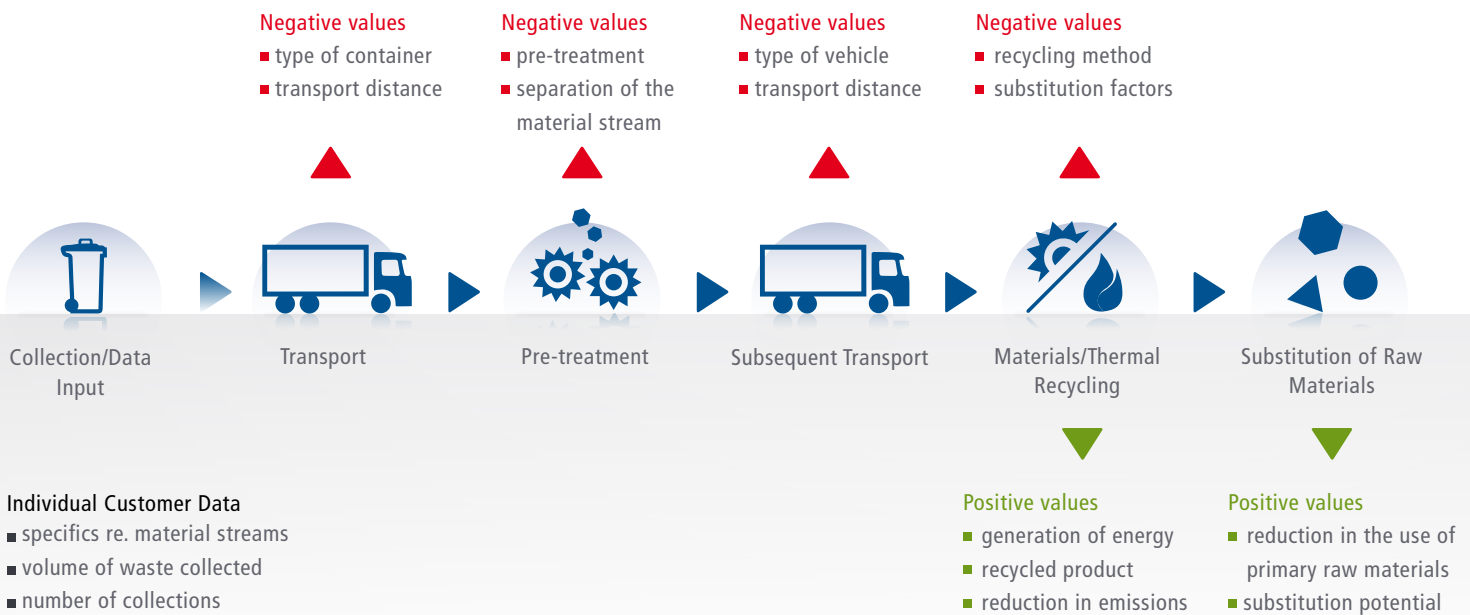 Negative values
type of container
transport distance
Negative values
pre-treatment
separation of the
material stream
Negative values
type of vehicle
transport distance
Negative values
recycling method
substitution factors
Collection/Data
Input
Transport
Pre-treatment
Subsequent Transport
Materials/Thermal
Recycling
Substitution of Raw
Materials
Individual Customer Data
specifics re. material streams
volume of waste collected
number of collections
Positive values
generation of energy
recycled product
reduction in emissions
Positive values
reduction in the use of
primary raw materials
substitution potential